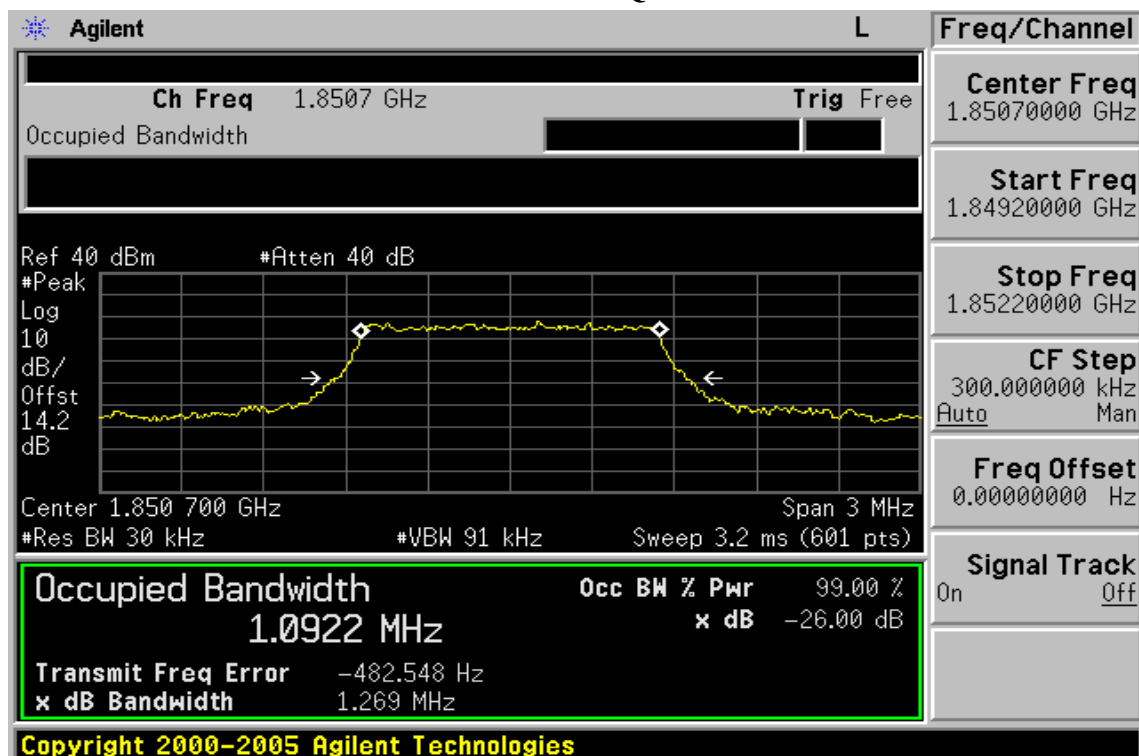 Agilent L Freq/Channel
Ch Freq 1.8507 GHz Trig Free
Occupied Bandwidth
Center Freq
1.85070000 GHz
Start Freq
1.84920000 GHz
Stop Freq
1.85220000 GHz
CF Step
300.000000 kHz
Auto Man
Freq Offset
0.00000000 Hz
Signal Track
On Off
Ref 40 dBm #Atten 40 dB
#Peak
Log
10
dB/
Offst
14.2
dB
Center 1.850 700 GHz Span 3 MHz
#Res BW 30 kHz #VBW 91 kHz Sweep 3.2 ms (601 pts)
Occupied Bandwidth Occ BW % Pwr 99.00 %
1.0922 MHz x dB -26.00 dB
Transmit Freq Error -482.548 Hz
x dB Bandwidth 1.269 MHz
Copyright 2000-2005 Agilent Technologies